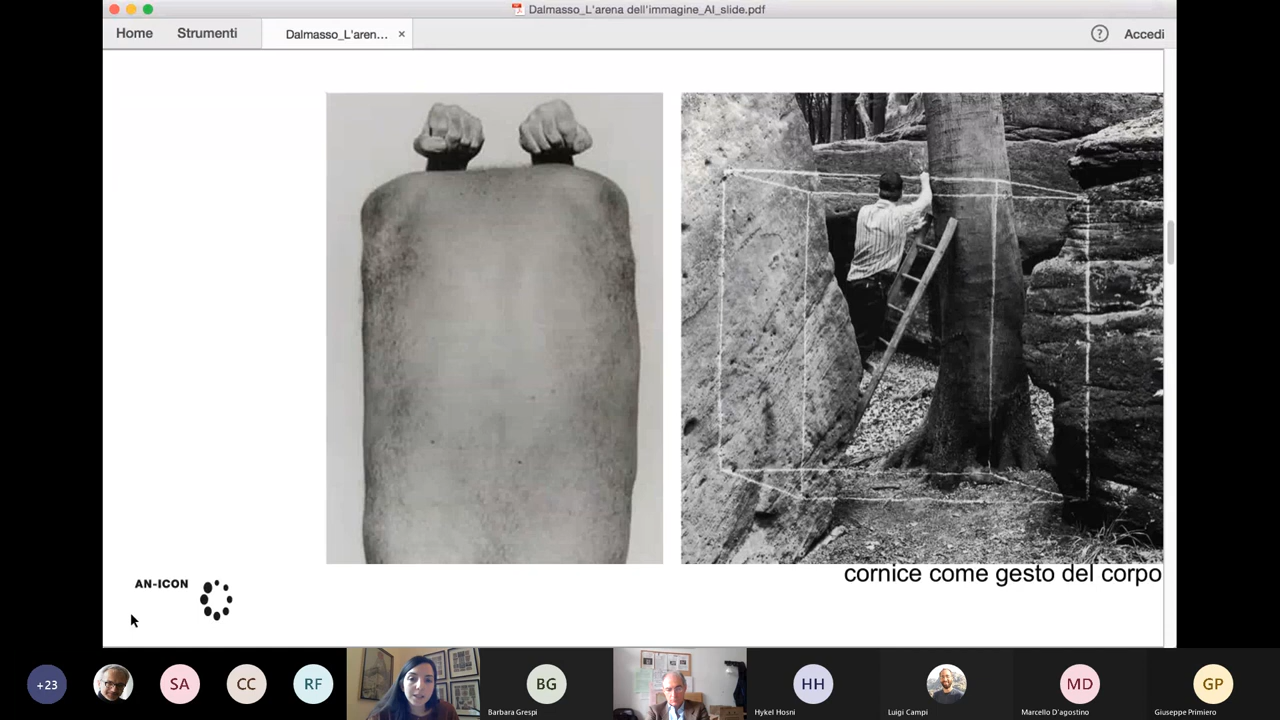 Dalmasso_L'arena dell'immagine_AI_slide.pdf
Home
Strumenti
Dalmasso_L'aren...
×
?
Accedi
cornice come gesto del corpo
AN-ICON
+23
SA
CC
RF
BG
HH
MD
GP
Barbara Grespi
Hykel Hosni
Luigi Campi
Marcello D'agostino
Giuseppe Primiero